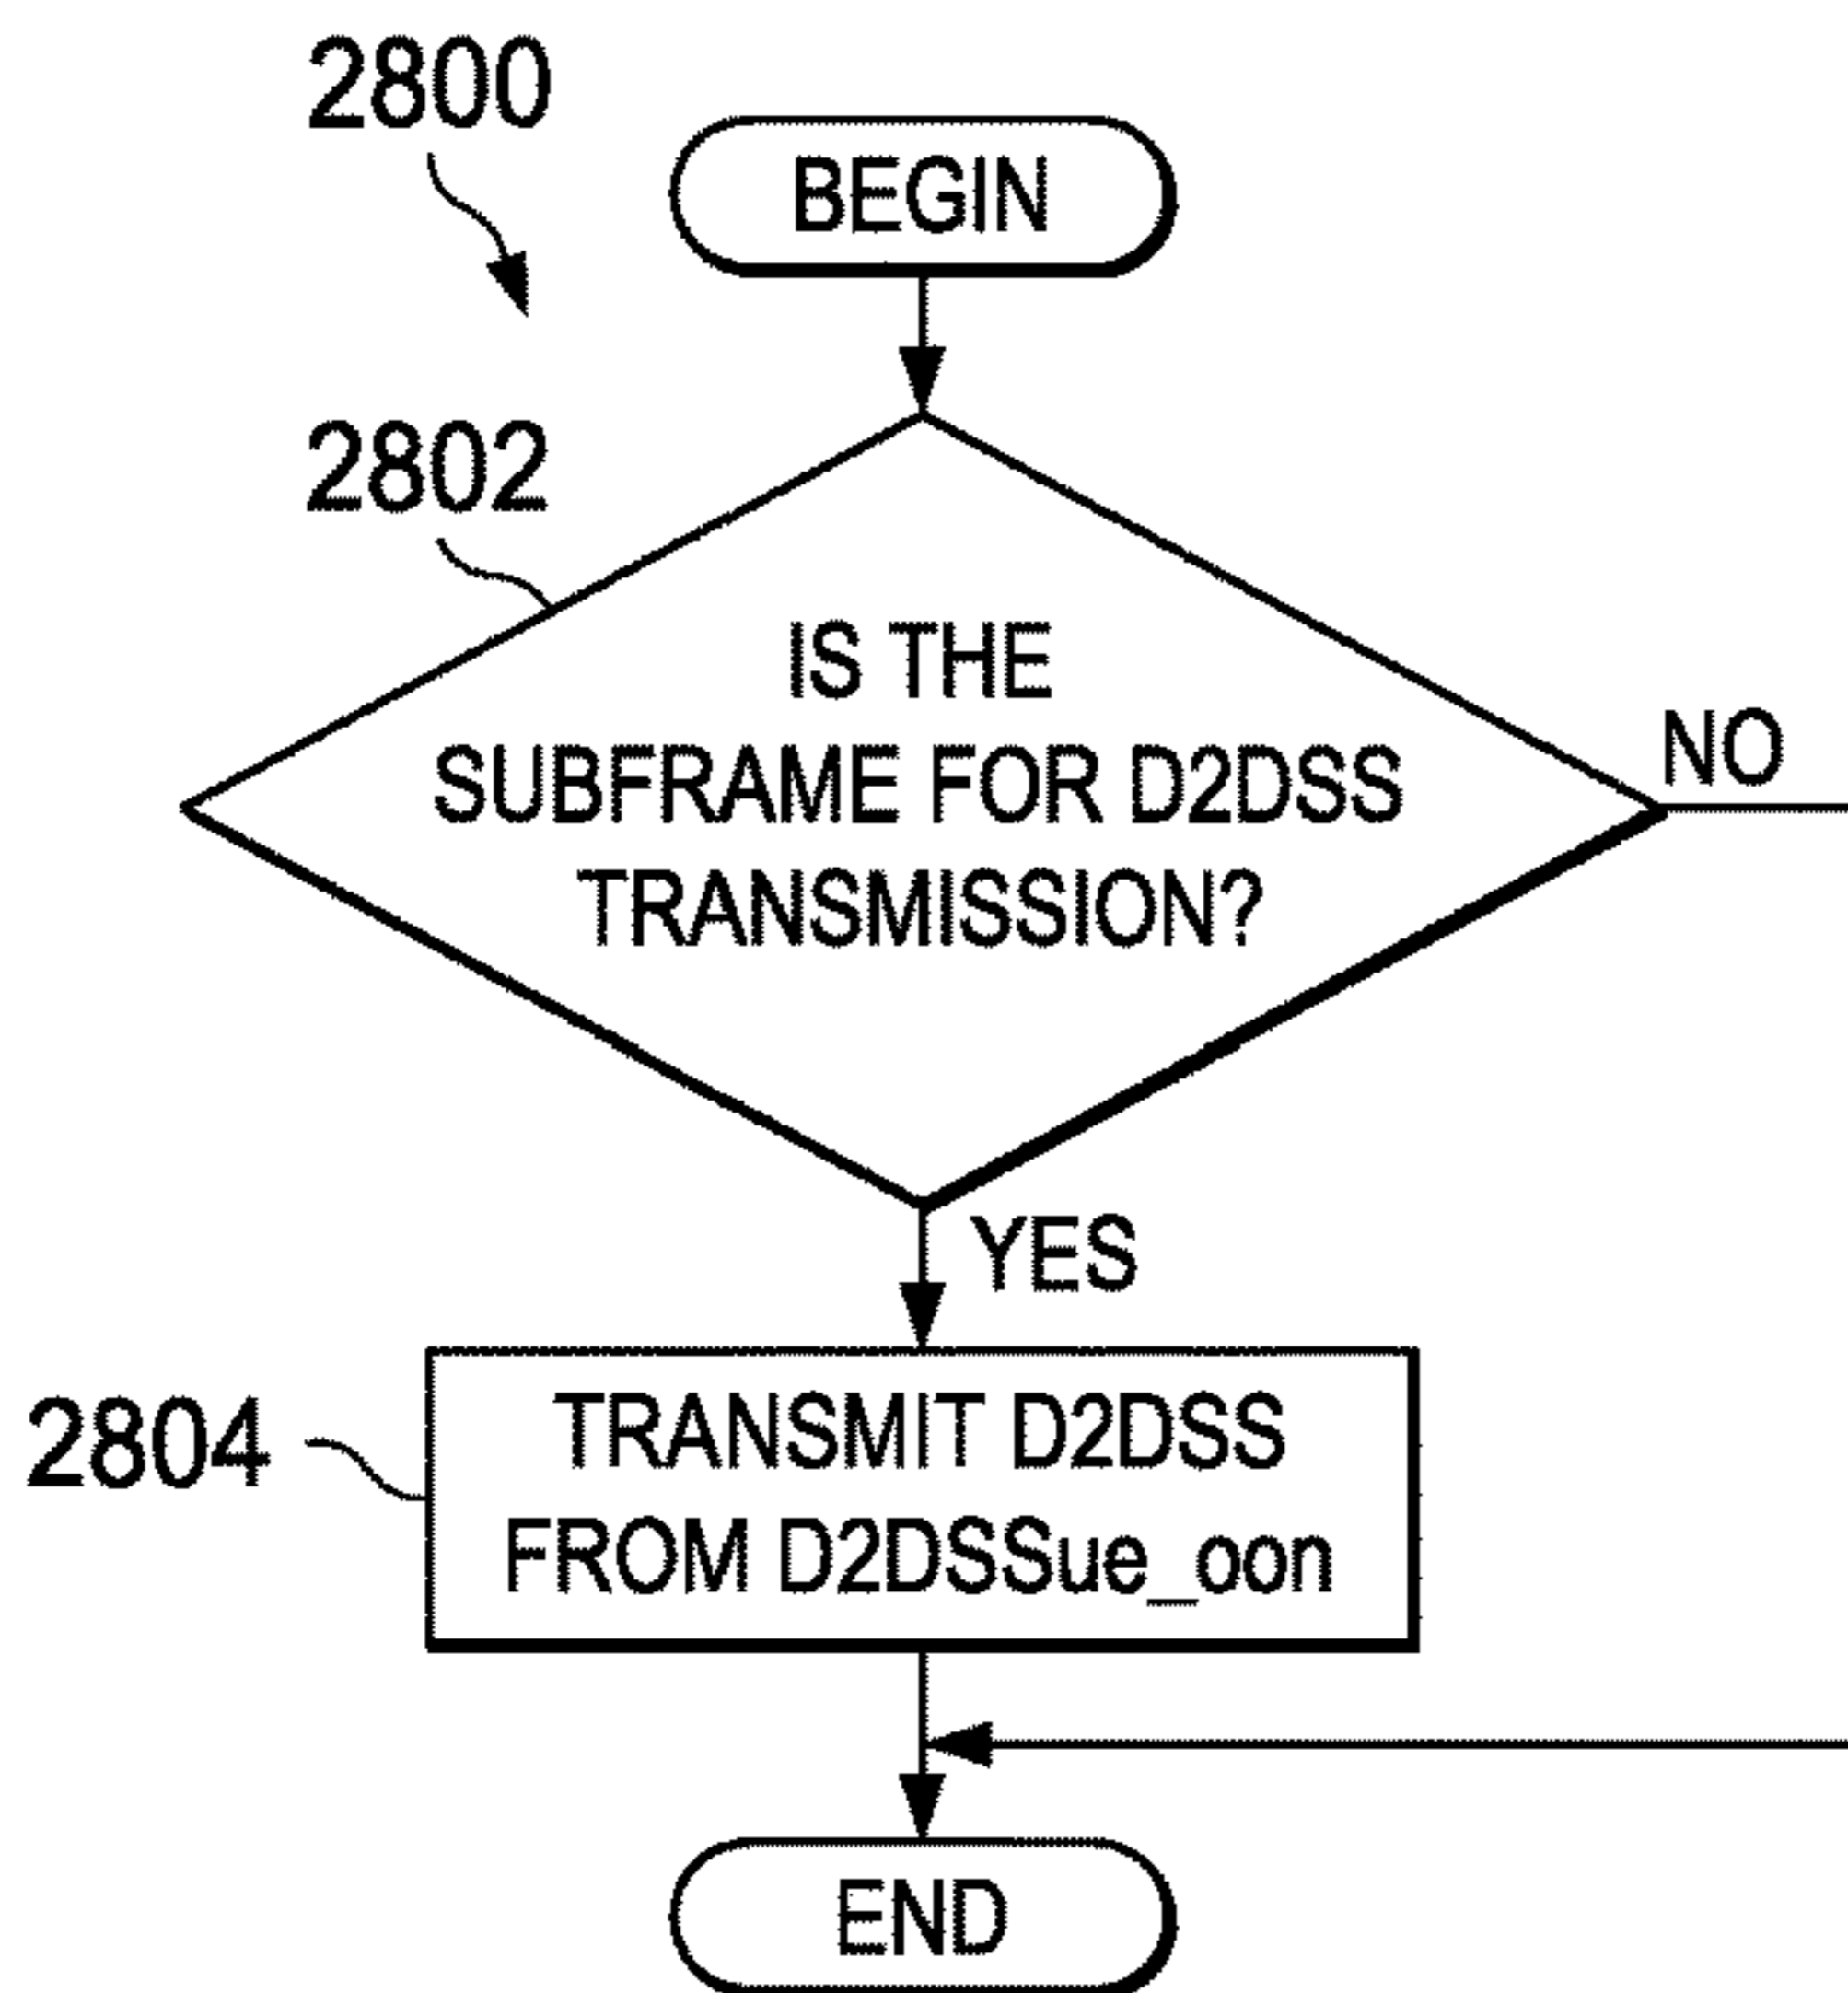 2800
BEGIN
2802
IS THE
SUBFRAME FOR D2DSS
TRANSMISSION?
NO
YES
2804
TRANSMIT D2DSS
FROM D2DSSue_oon
END